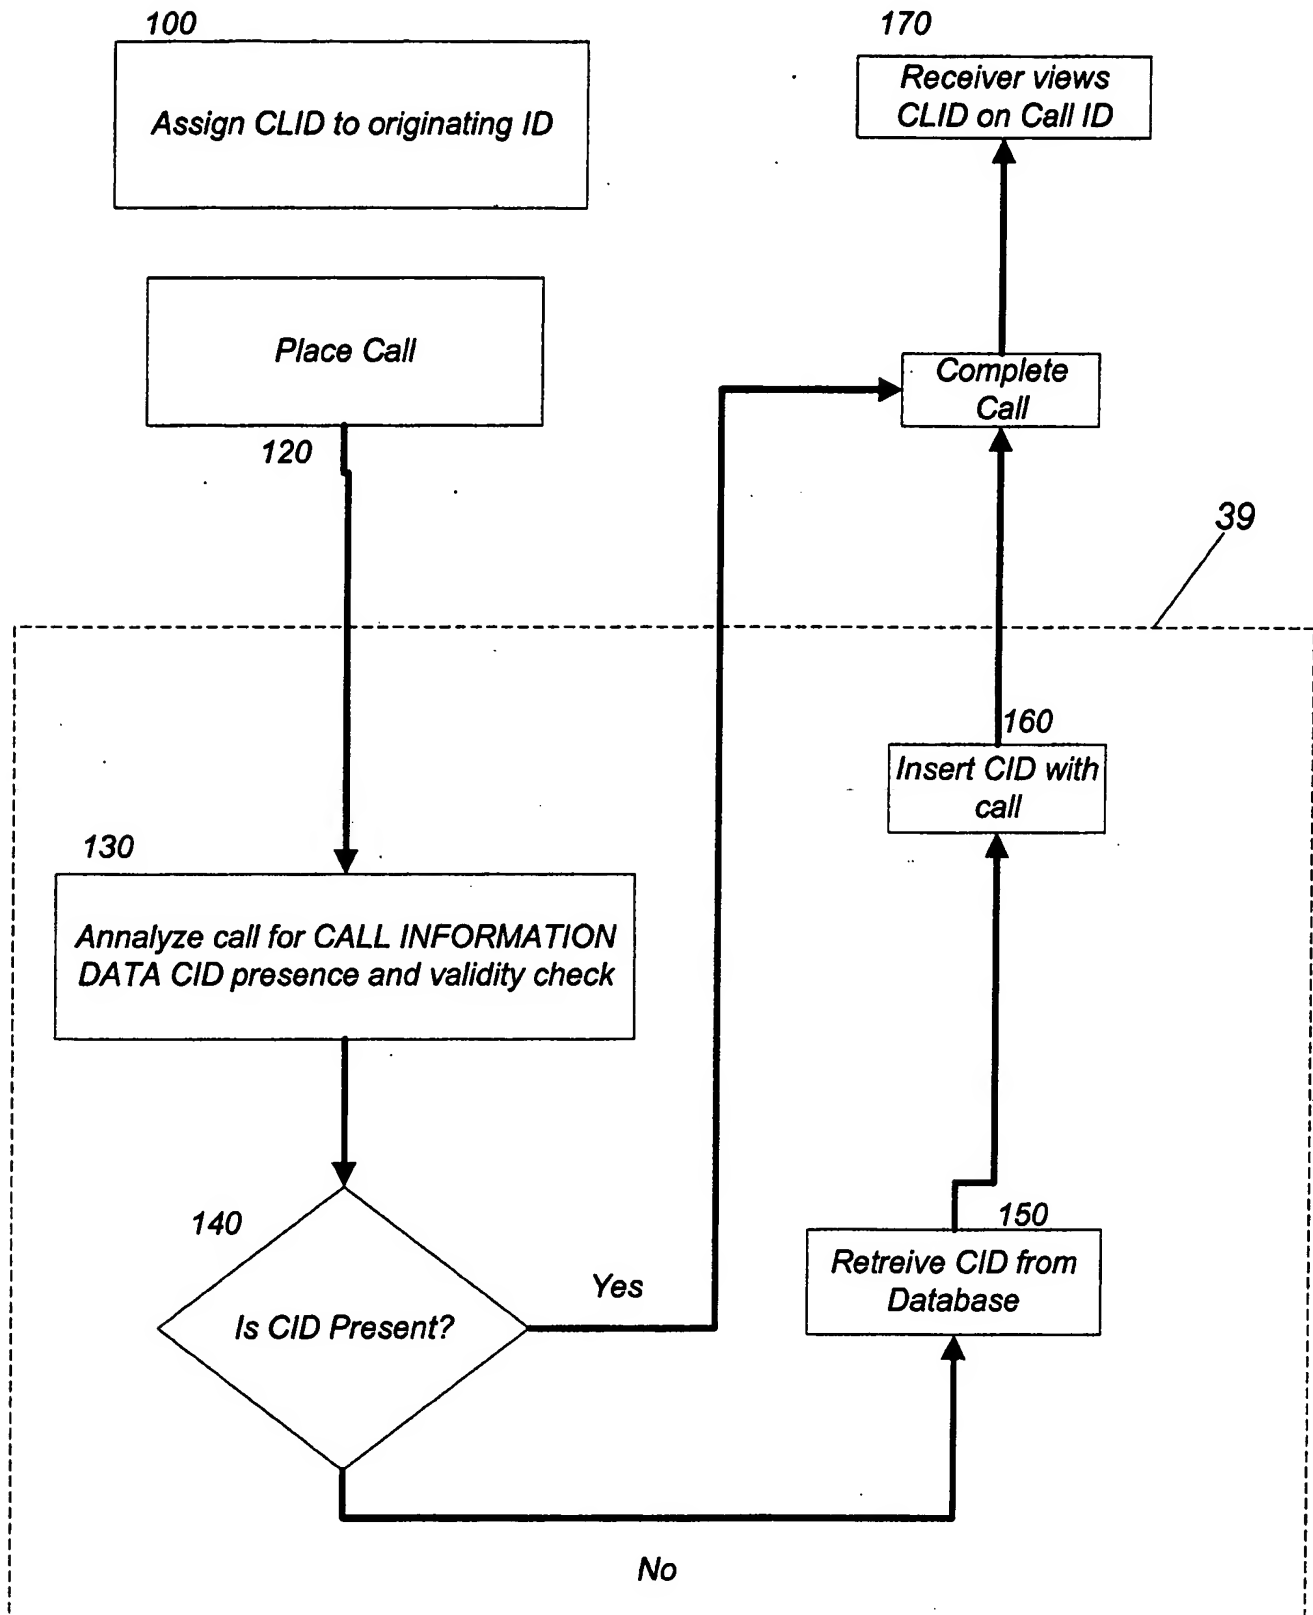 100
Assign CLID to originating ID
Place Call
120
130
Annalyze call for CALL INFORMATION
DATA CID presence and validity check
140
Is CID Present?
Yes
No
150
Retreive CID from
Database
160
Insert CID with
call
39
Complete
Call
170
Receiver views
CLID on Call ID